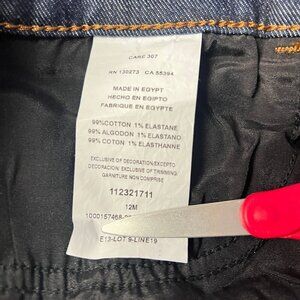 CARE 307
RN 130273 CA 55394
MADE IN EGYPT
HECHO EN EGIPTO
FABRIQUE EN EGYPTE
99%COTTON 1% ELASTANE
99% ALGODON 1% ELASTANO
99% COTON 1% ELASTHANNE
EXCLUSIVE OF DECORATION/EXCEPTO
DECORACION/ EXCLUSIVE OF TRIMMING
GARNITURE NON COMPRISE
112321711
12M
1000157468
E13-LOT 9-LINE19